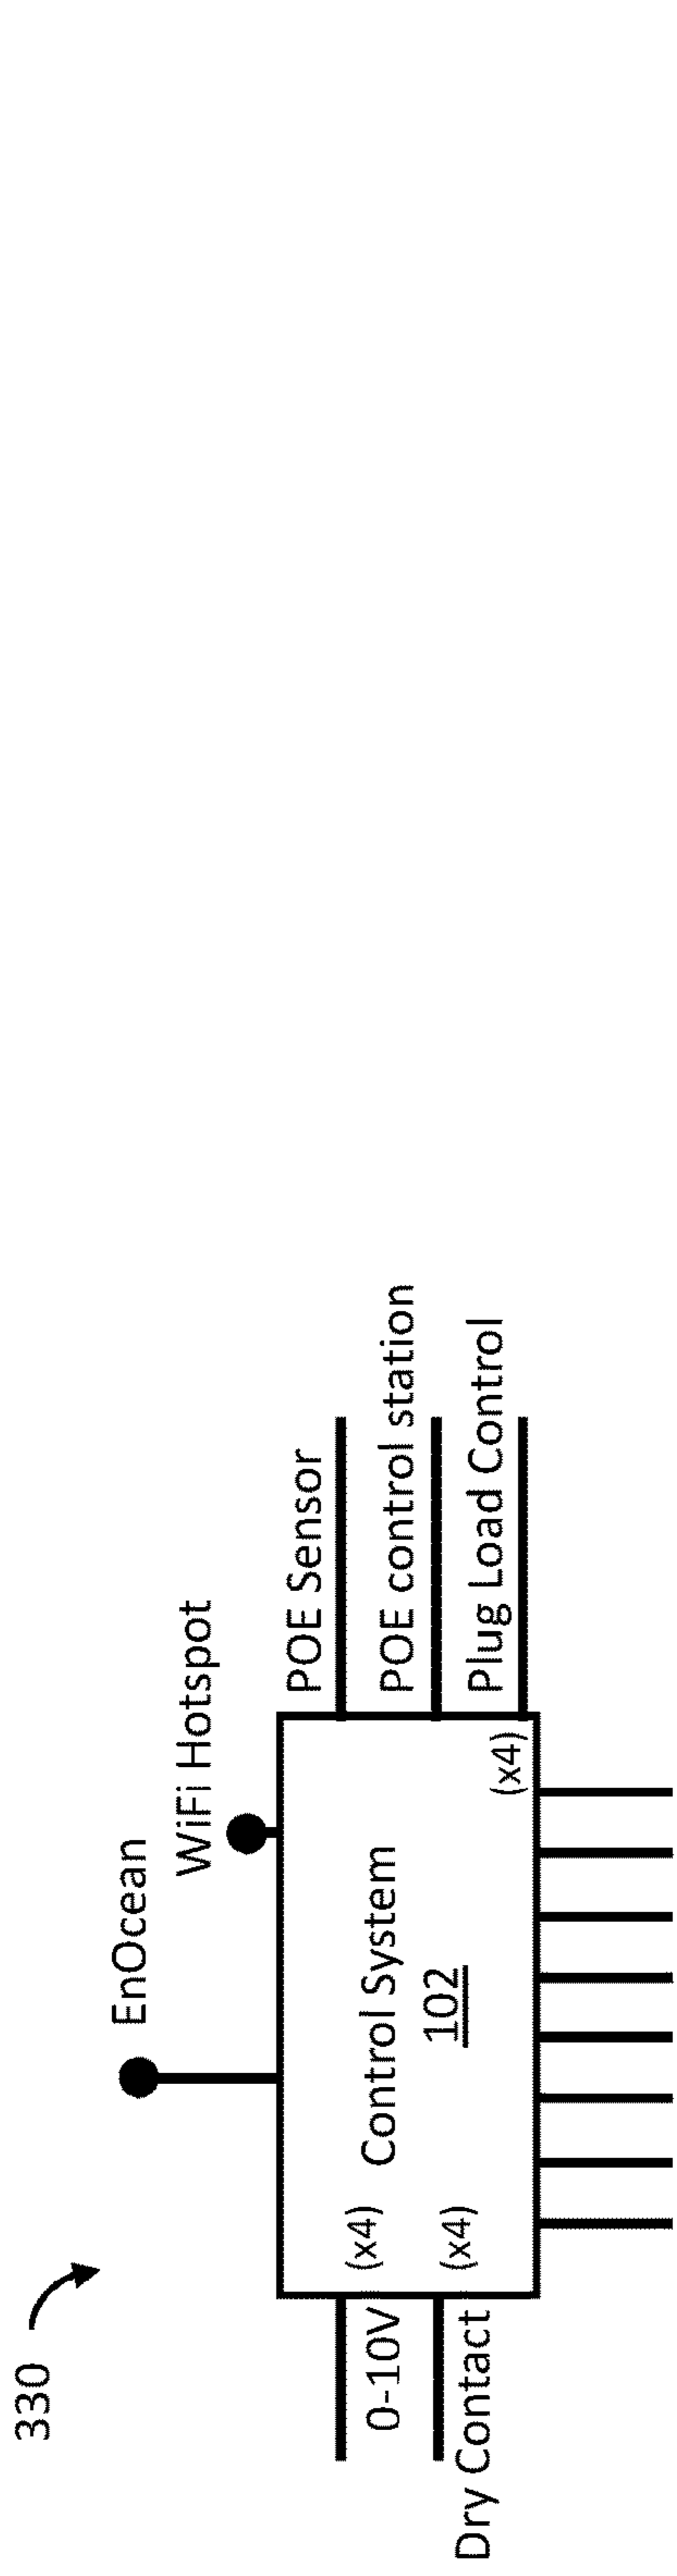 330
EnOcean
WiFi Hotspot
POE Sensor
0-10V
(x4)
Control System
POE control station
102
Dry Contact
(x4)
Plug Load Control
(x4)